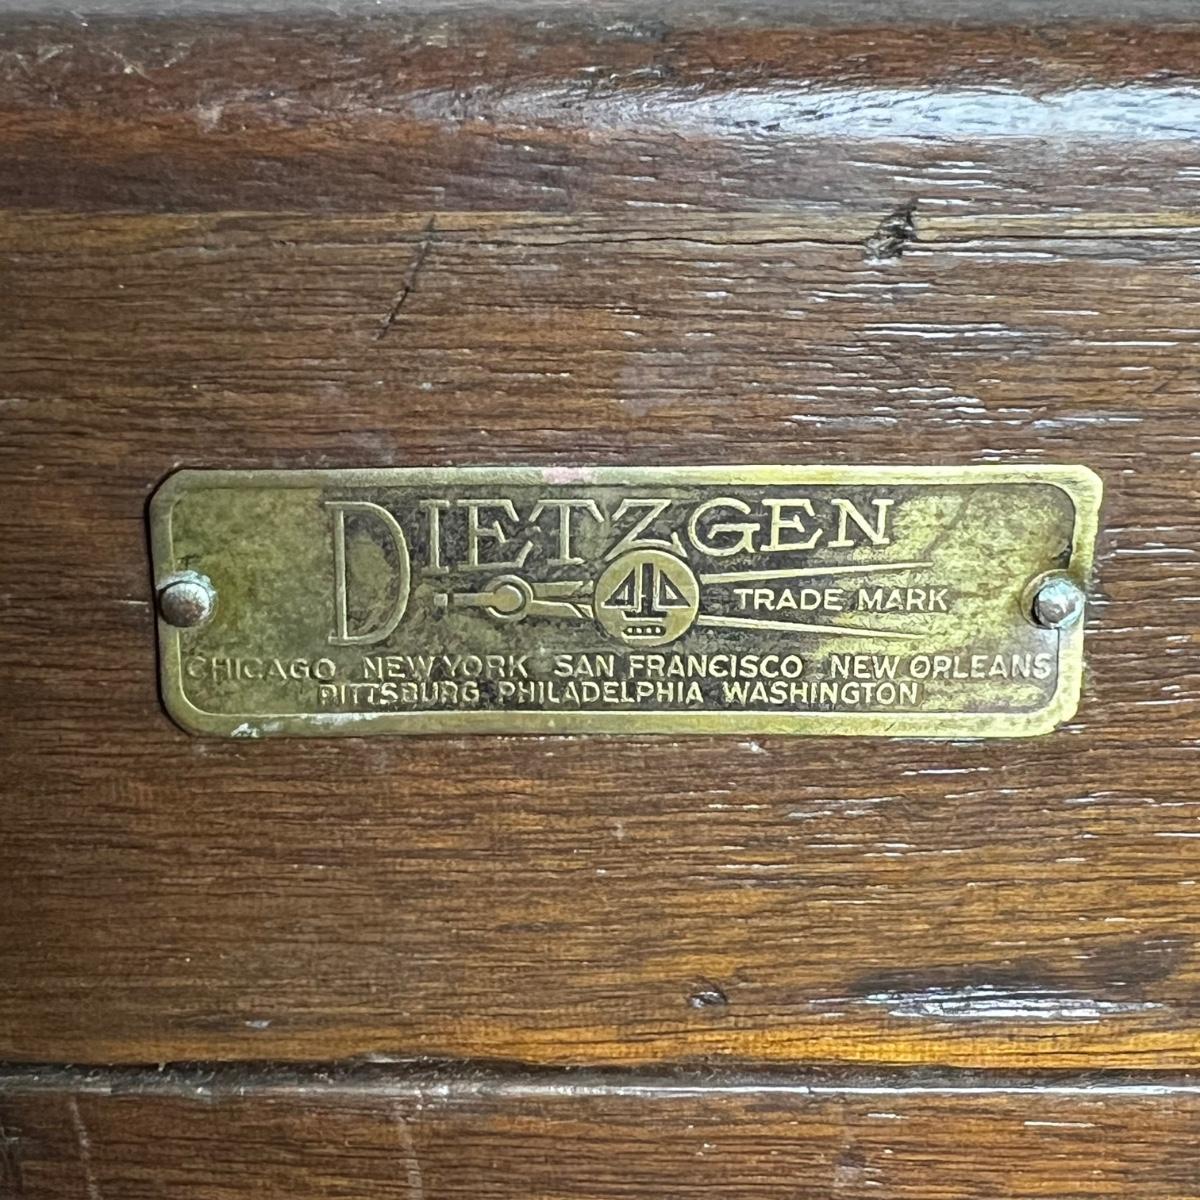 DIETZGEN
TRADE MARK
CHICAGO NEW YORK SAN FRANCISCO NEW ORLEANS
PITTSBURG PHILADELPHIA WASHINGTON